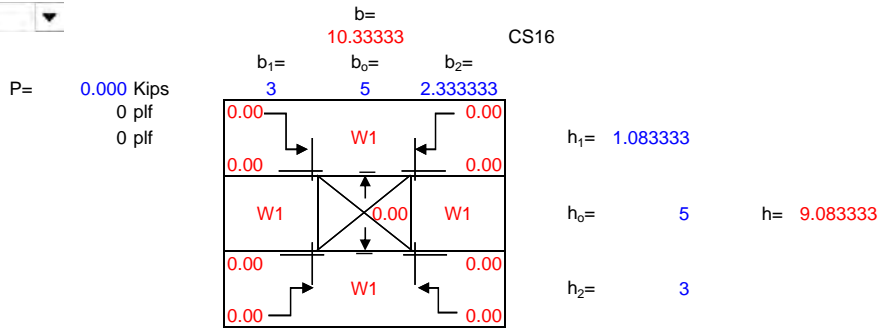 b=
10.33333 CS16
b₁= bₒ= b₂=
P= 0.000 Kips 3 5 2.333333
0 plf 0.00 0.00
0 plf W1 h₁= 1.083333
0.00 0.00
W1 0.00 W1 hₒ= 5 h= 9.083333
0.00 0.00
W1 h₂= 3
0.00 0.00